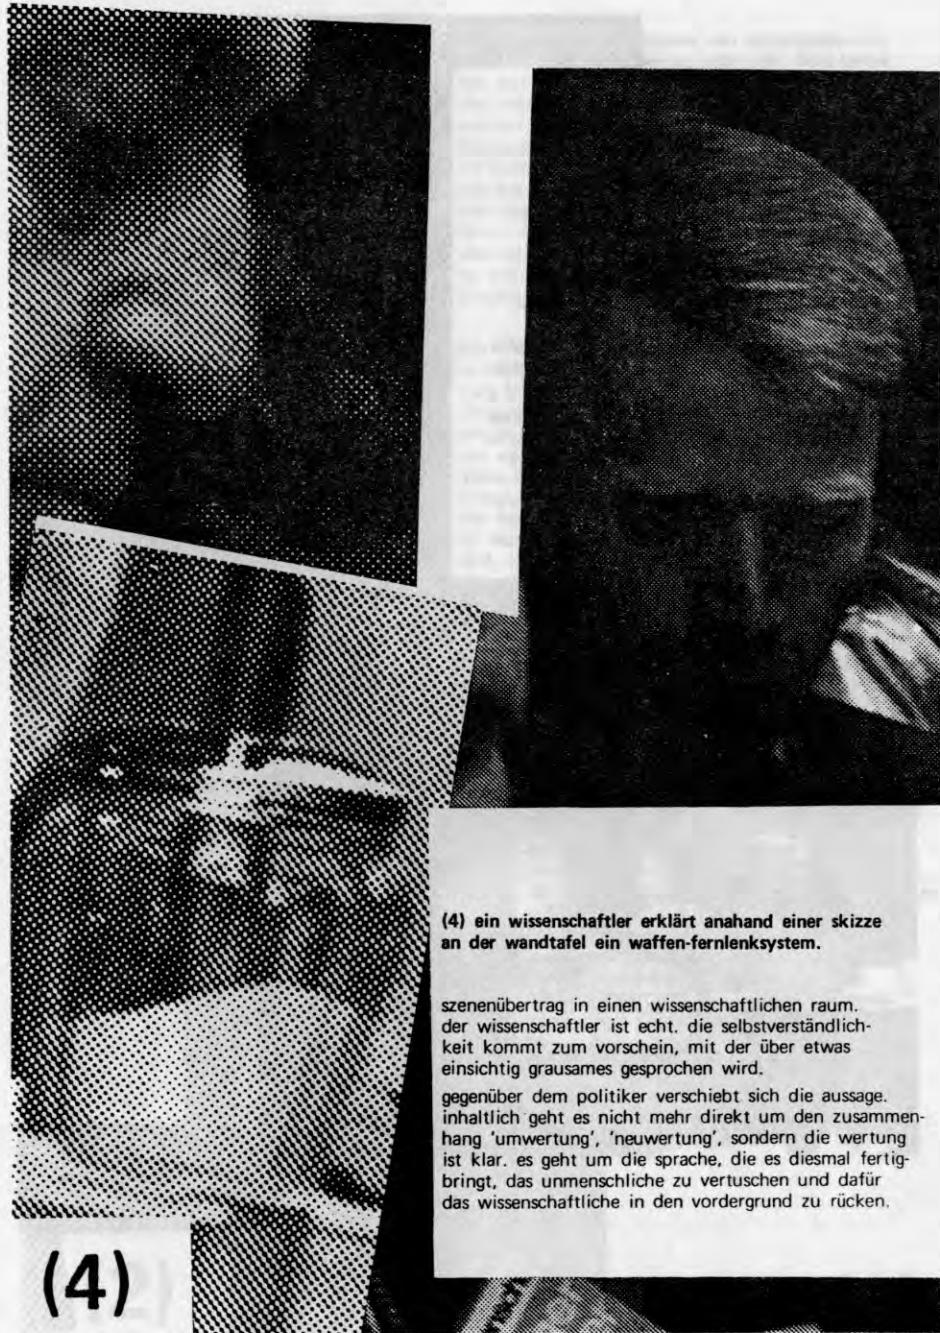 (4) ein wissenschaftler erklärt anahand einer skizze
an der wandtafel ein waffen-fernlenksystem.
szenenübertrag in einen wissenschaftlichen raum.
der wissenschaftler ist echt. die selbstverständlich-
keit kommt zum vorschein, mit der über etwas
einsichtig grausames gesprochen wird.
gegenüber dem politiker verschiebt sich die aussage.
inhaltlich geht es nicht mehr direkt um den zusammen-
hang 'umwertung', 'neuwertung', sondern die wertung
ist klar. es geht um die sprache, die es diesmal fertig-
bringt, das unmenschliche zu vertuschen und dafür
das wissenschaftliche in den vordergrund zu rücken.
(4)